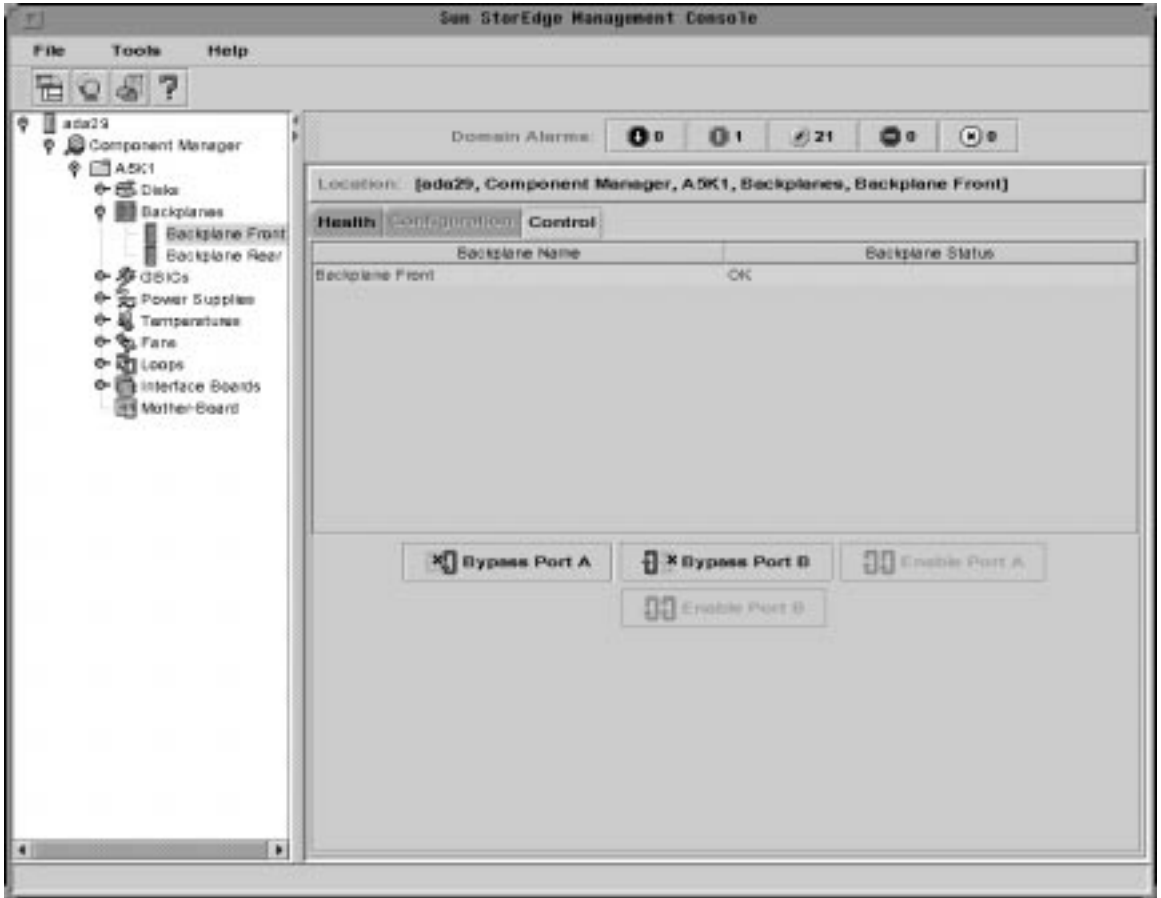 Sun StorEdge Management Console
File Tools Help
ada29
Component Manager
A5K1
Disks
Backplanes
Backplane Front
Backplane Rear
GBICs
Power Supplies
Temperatures
Fans
Loops
Interface Boards
Mother-Board
Domain Alarms: 0 1 21 0 0
Location: [ada29, Component Manager, A5K1, Backplanes, Backplane Front]
Health Configuration Control
Backplane Name Backplane Status
Backplane Front OK
Bypass Port A Bypass Port B Enable Port A
Enable Port B